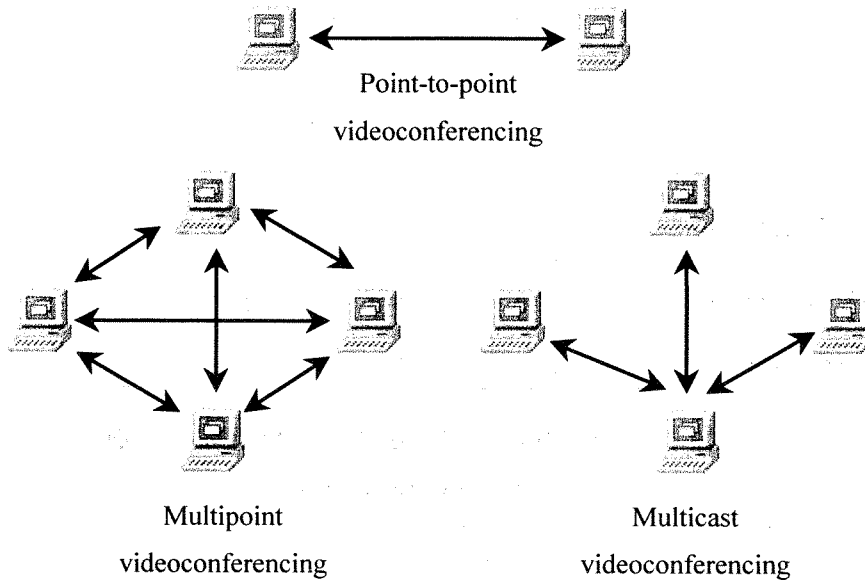 Point-to-point
videoconferencing
Multipoint
videoconferencing
Multicast
videoconferencing